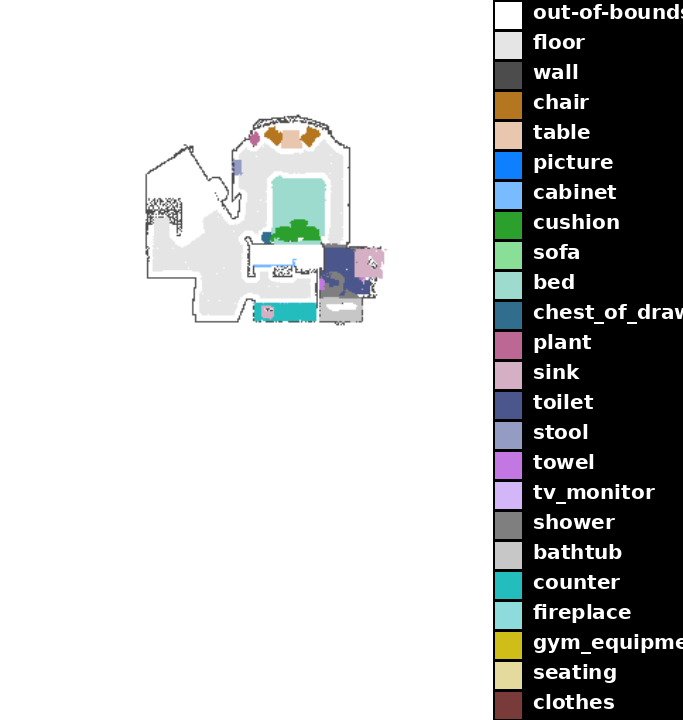 out-of-bounds
floor
wall
chair
table
picture
cabinet
cushion
sofa
bed
chest_of_draw
plant
sink
toilet
stool
towel
tv_monitor
shower
bathtub
counter
fireplace
gym_equipme
seating
clothes